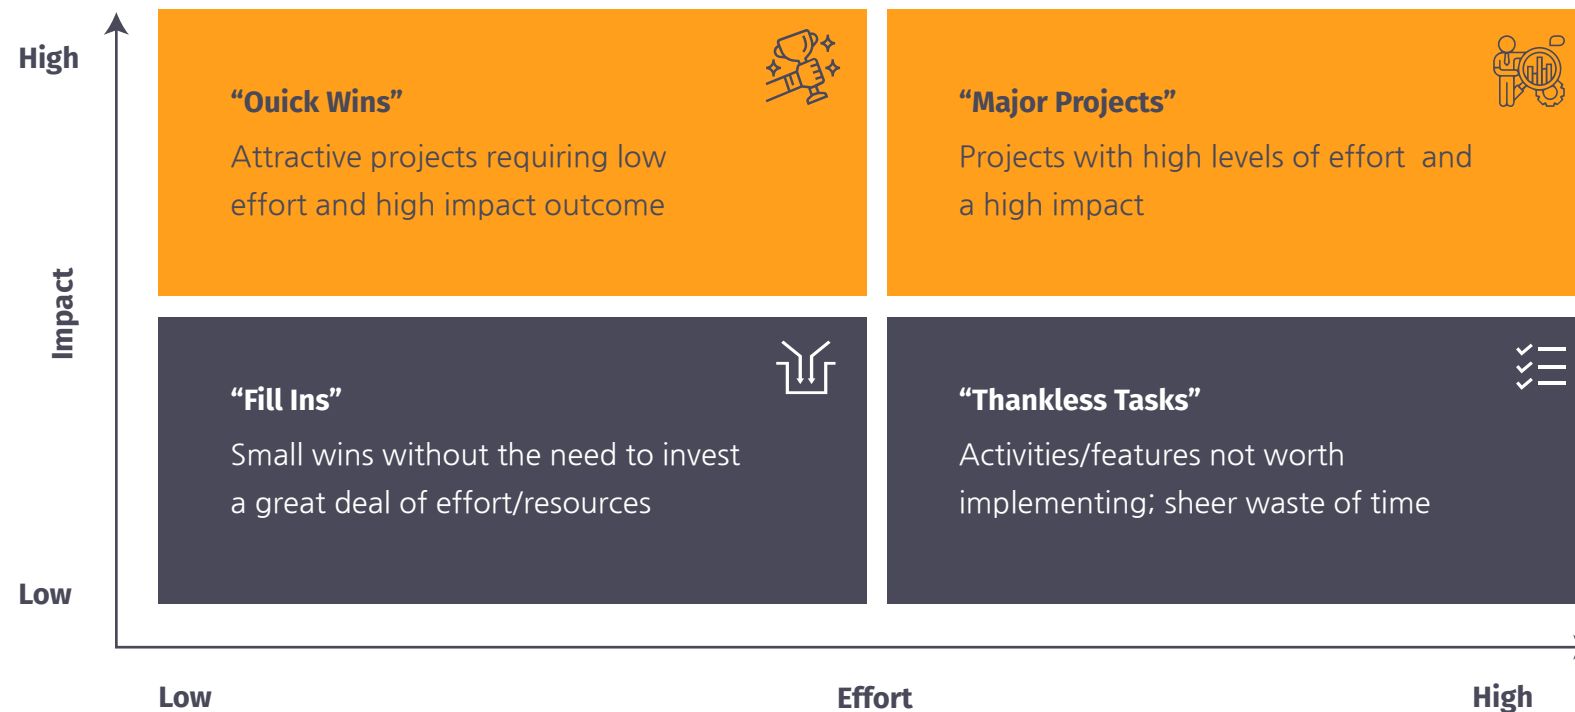 High
“Ouick Wins”
Attractive projects requiring low
effort and high impact outcome
“Major Projects”
Projects with high levels of effort  and
a high impact
Impact
“Fill Ins”
Small wins without the need to invest
a great deal of effort/resources
“Thankless Tasks”
Activities/features not worth
implementing; sheer waste of time
Low
Low
Effort
High